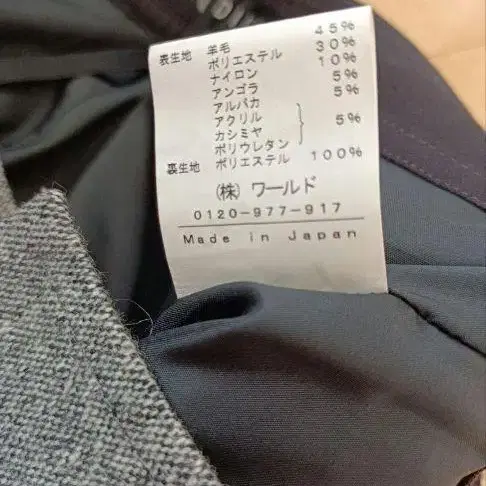 表生地 羊毛 45%
ポリエステル 30%
ナイロン 10%
アンゴラ 5%
アルパカ 5%
アクリル
カシミヤ } 5%
ポリウレタン
裏生地 ポリエステル 100%
(株) ワールド
0120-977-917
Made in Japan